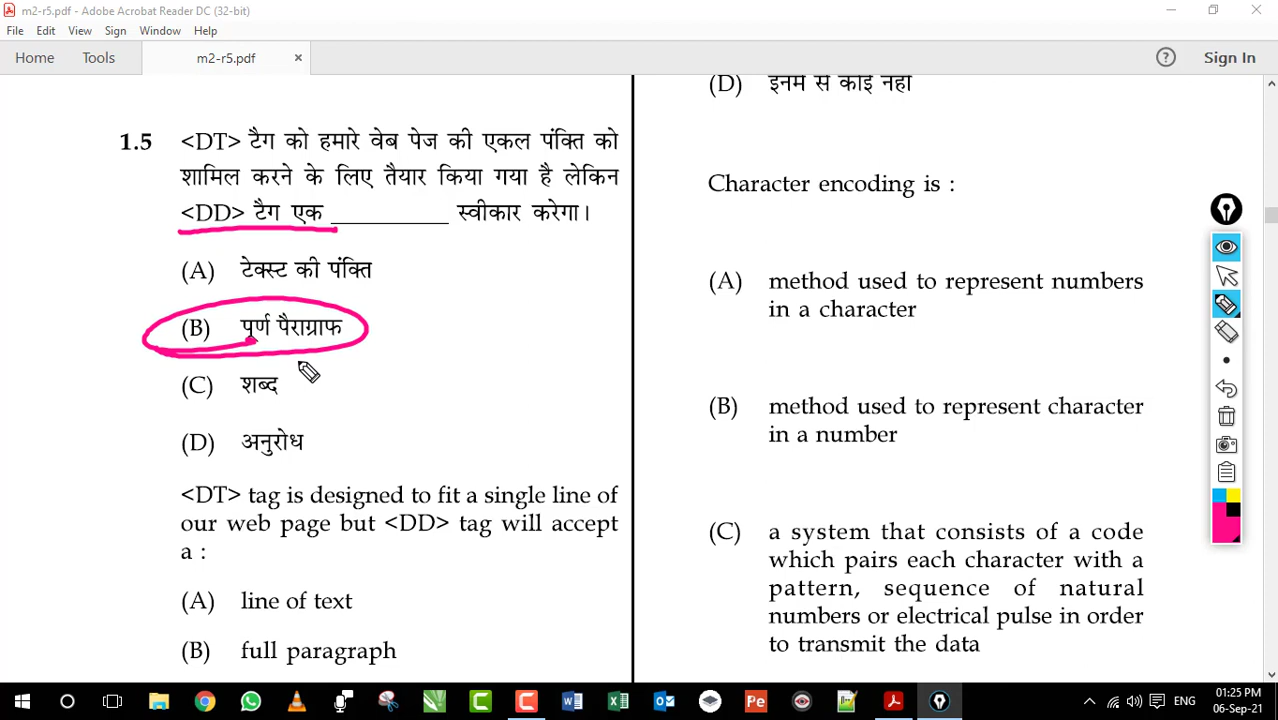 m2-r5.pdf - Adobe Acrobat Reader DC (32-bit)
File Edit View Sign Window Help
Home Tools m2-r5.pdf × ? Sign In
1.5 <DT> टैग को हमारे वेब पेज की एकल पंक्ति को
शामिल करने के लिए तैयार किया गया है लेकिन
<DD> टैग एक __________ स्वीकार करेगा।
(A) टेक्स्ट की पंक्ति
(B) पूर्ण पैराग्राफ
(C) शब्द
(D) अनुरोध
<DT> tag is designed to fit a single line of
our web page but <DD> tag will accept
a :
(A) line of text
(B) full paragraph
(D) इनमें से कोई नहीं
Character encoding is :
(A) method used to represent numbers
in a character
(B) method used to represent character
in a number
(C) a system that consists of a code
which pairs each character with a
pattern, sequence of natural
numbers or electrical pulse in order
to transmit the data
ENG
01:25 PM
06-Sep-21